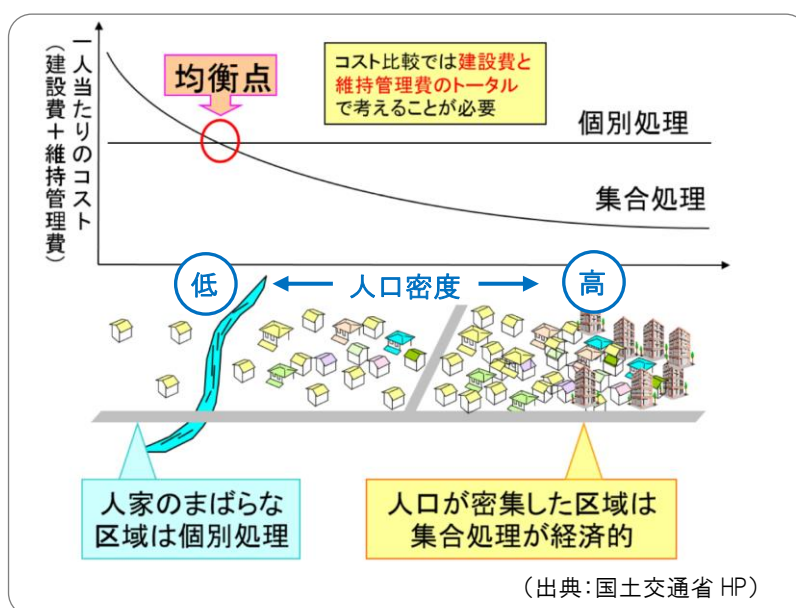 一人当たりのコスト
（建設費＋維持管理費）
均衡点
コスト比較では建設費と
維持管理費のトータル
で考えることが必要
個別処理
集合処理
低
人口密度
高
人家のまばらな
区域は個別処理
人口が密集した区域は
集合処理が経済的
（出典：国土交通省 HP）